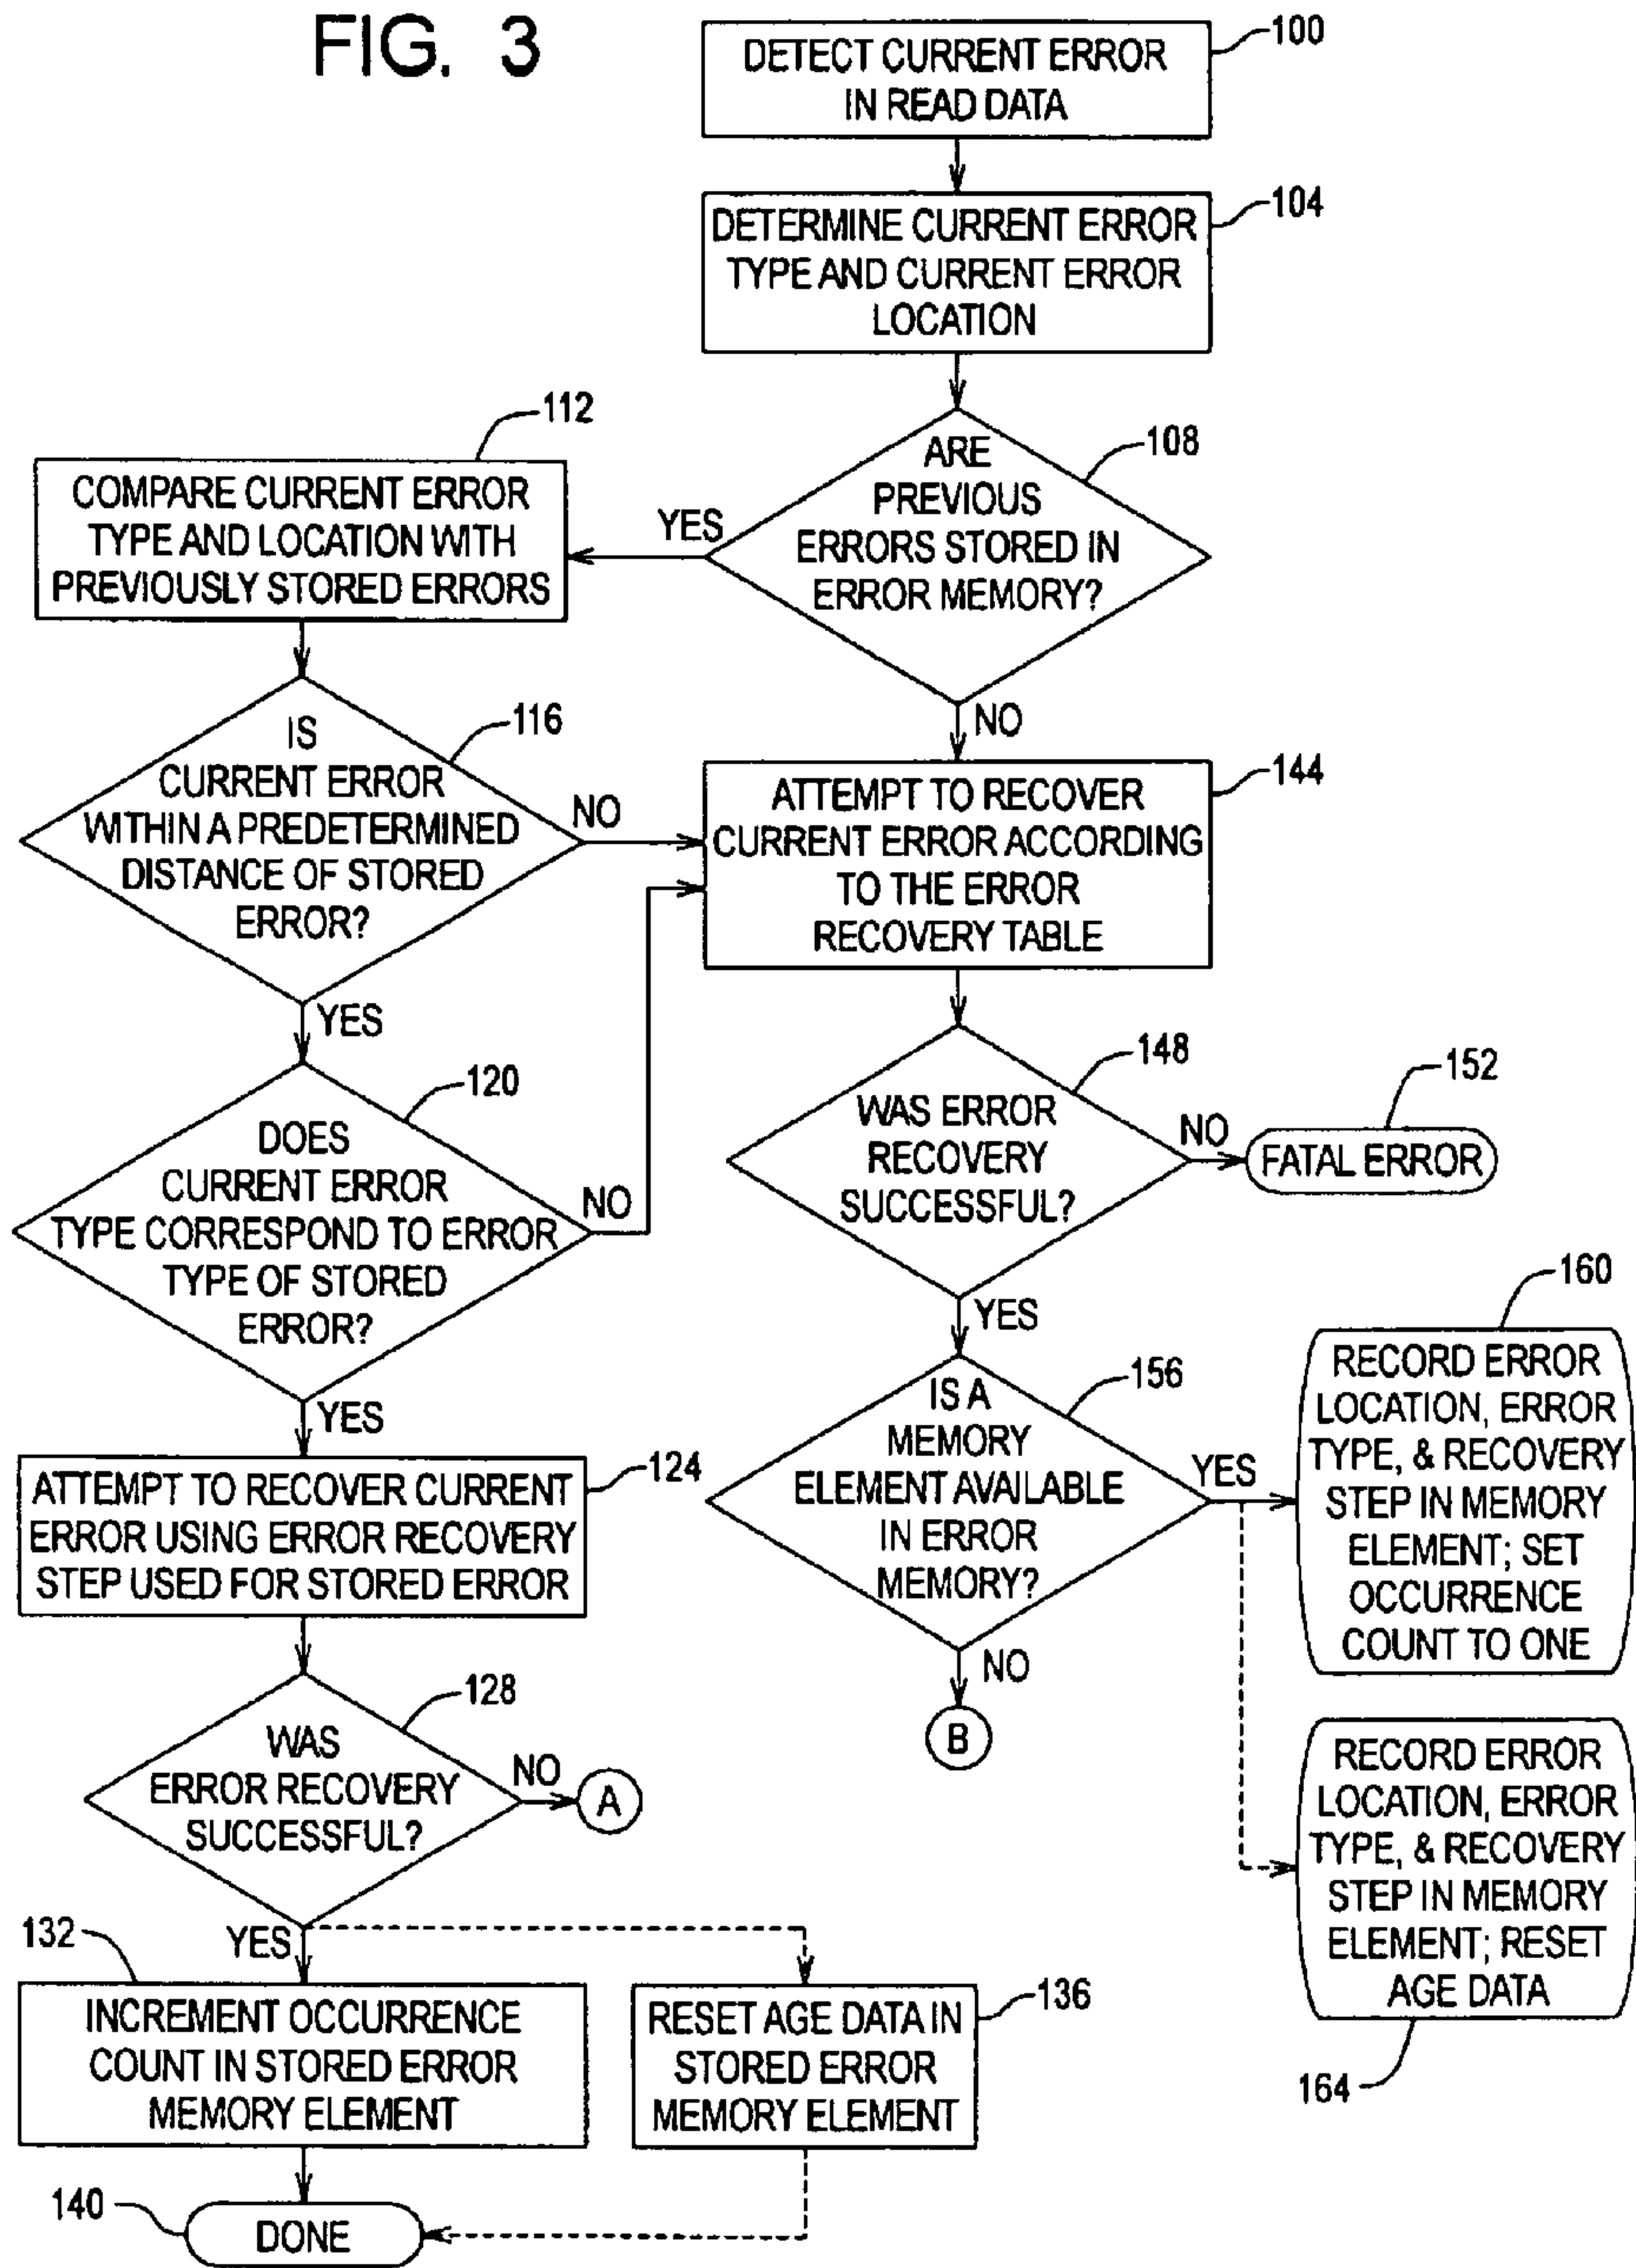 FIG. 3
100
DETECT CURRENT ERROR
IN READ DATA
104
DETERMINE CURRENT ERROR
TYPE AND CURRENT ERROR
LOCATION
108
ARE
PREVIOUS
ERRORS STORED IN
ERROR MEMORY?
YES
NO
112
COMPARE CURRENT ERROR
TYPE AND LOCATION WITH
PREVIOUSLY STORED ERRORS
116
IS
CURRENT ERROR
WITHIN A PREDETERMINED
DISTANCE OF STORED
ERROR?
NO
YES
144
ATTEMPT TO RECOVER
CURRENT ERROR ACCORDING
TO THE ERROR
RECOVERY TABLE
120
DOES
CURRENT ERROR
TYPE CORRESPOND TO ERROR
TYPE OF STORED
ERROR?
NO
YES
148
WAS ERROR
RECOVERY
SUCCESSFUL?
NO
152
FATAL ERROR
YES
156
IS A
MEMORY
ELEMENT AVAILABLE
IN ERROR
MEMORY?
YES
NO
B
160
RECORD ERROR
LOCATION, ERROR
TYPE, & RECOVERY
STEP IN MEMORY
ELEMENT; SET
OCCURRENCE
COUNT TO ONE
124
ATTEMPT TO RECOVER CURRENT
ERROR USING ERROR RECOVERY
STEP USED FOR STORED ERROR
128
WAS
ERROR RECOVERY
SUCCESSFUL?
NO
A
YES
RECORD ERROR
LOCATION, ERROR
TYPE, & RECOVERY
STEP IN MEMORY
ELEMENT; RESET
AGE DATA
164
132
INCREMENT OCCURRENCE
COUNT IN STORED ERROR
MEMORY ELEMENT
136
RESET AGE DATA IN
STORED ERROR
MEMORY ELEMENT
140
DONE